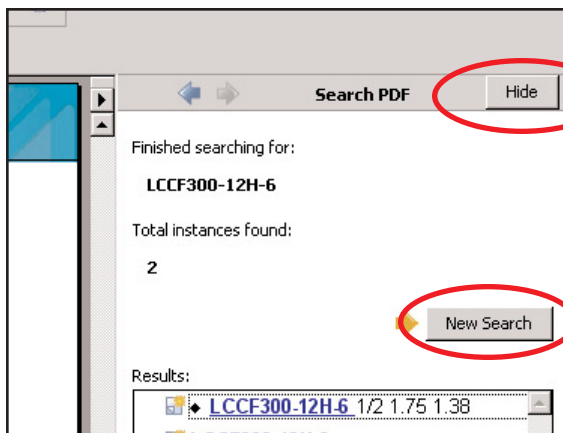 Search PDF Hide
Finished searching for:
LCCF300-12H-6
Total instances found:
2
New Search
Results:
LCCF300-12H-6 1/2 1.75 1.38